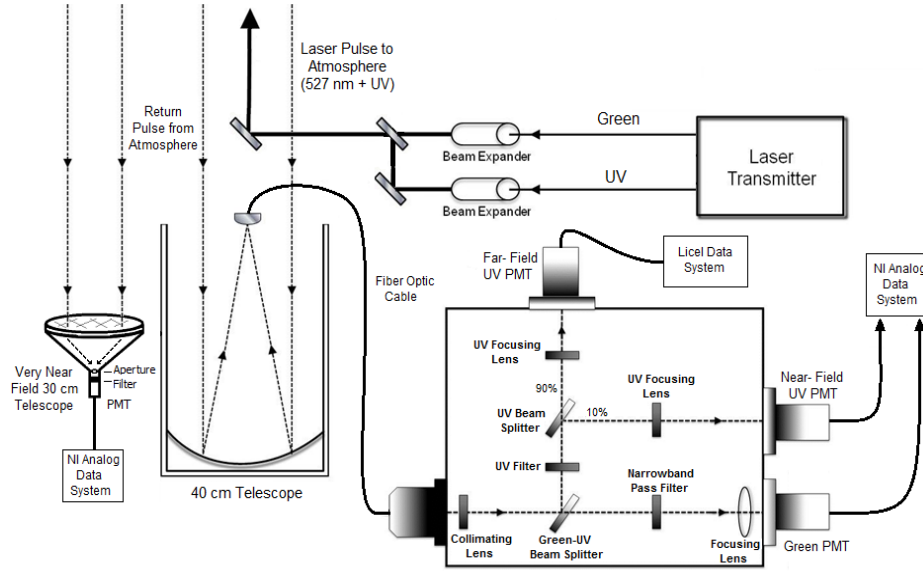 Laser Pulse to
Atmosphere
(527 nm + UV)
Return
Pulse from
Atmosphere
Green
Beam Expander
UV
Beam Expander
Laser
Transmitter
Far- Field
UV PMT
Licel Data
System
NI Analog
Data
System
Fiber Optic
Cable
Very Near
Field 30 cm
Telescope
Aperture
Filter
PMT
NI Analog
Data
System
40 cm Telescope
UV Focusing
Lens
90%
UV Beam
Splitter
10%
UV Focusing
Lens
Near- Field
UV PMT
UV Filter
Narrowband
Pass Filter
Collimating
Lens
Green-UV
Beam Splitter
Focusing
Lens
Green PMT